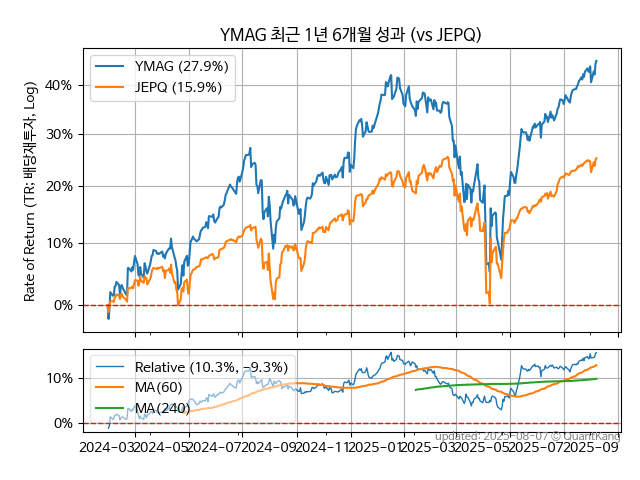 YMAG 최근 1년 6개월 성과 (vs JEPQ)
Rate of Return (TR: 배당재투자, Log)
40%
30%
20%
10%
0%
YMAG (27.9%)
JEPQ (15.9%)
10%
0%
Relative (10.3%, −9.3%)
MA(60)
MA(240)
2024-03
2024-05
2024-07
2024-09
2024-11
2025-01
2025-03
2025-05
2025-07
2025-09
updated: 2025-08-07 © QuantKang